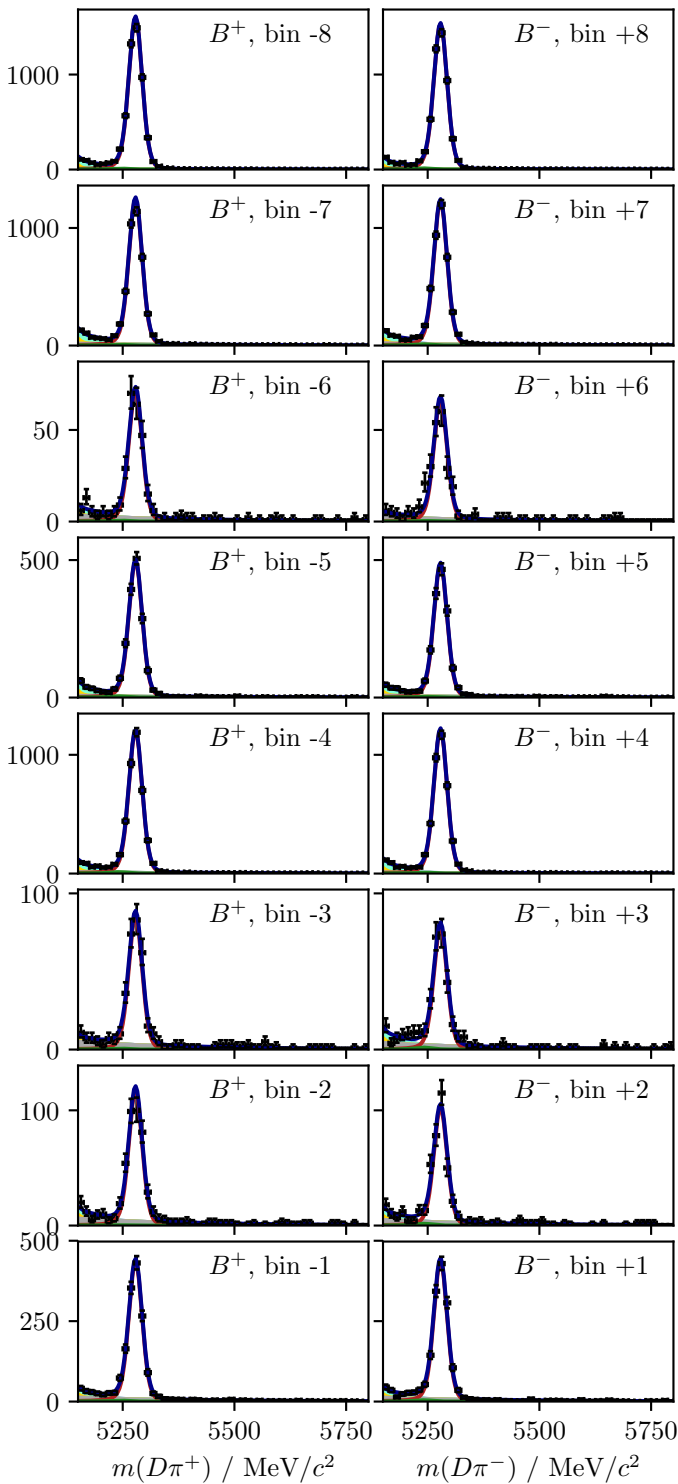 B⁺, bin -8 B⁻, bin +8
1000
0
B⁺, bin -7 B⁻, bin +7
1000
0
B⁺, bin -6 B⁻, bin +6
50
0
500
B⁺, bin -5 B⁻, bin +5
0
B⁺, bin -4 B⁻, bin +4
1000
0
100
B⁺, bin -3 B⁻, bin +3
0
B⁺, bin -2 B⁻, bin +2
100
0
500
B⁺, bin -1 B⁻, bin +1
250
0
5250 5500 5750 5250 5500 5750
m(Dπ⁺) / MeV/c² m(Dπ⁻) / MeV/c²